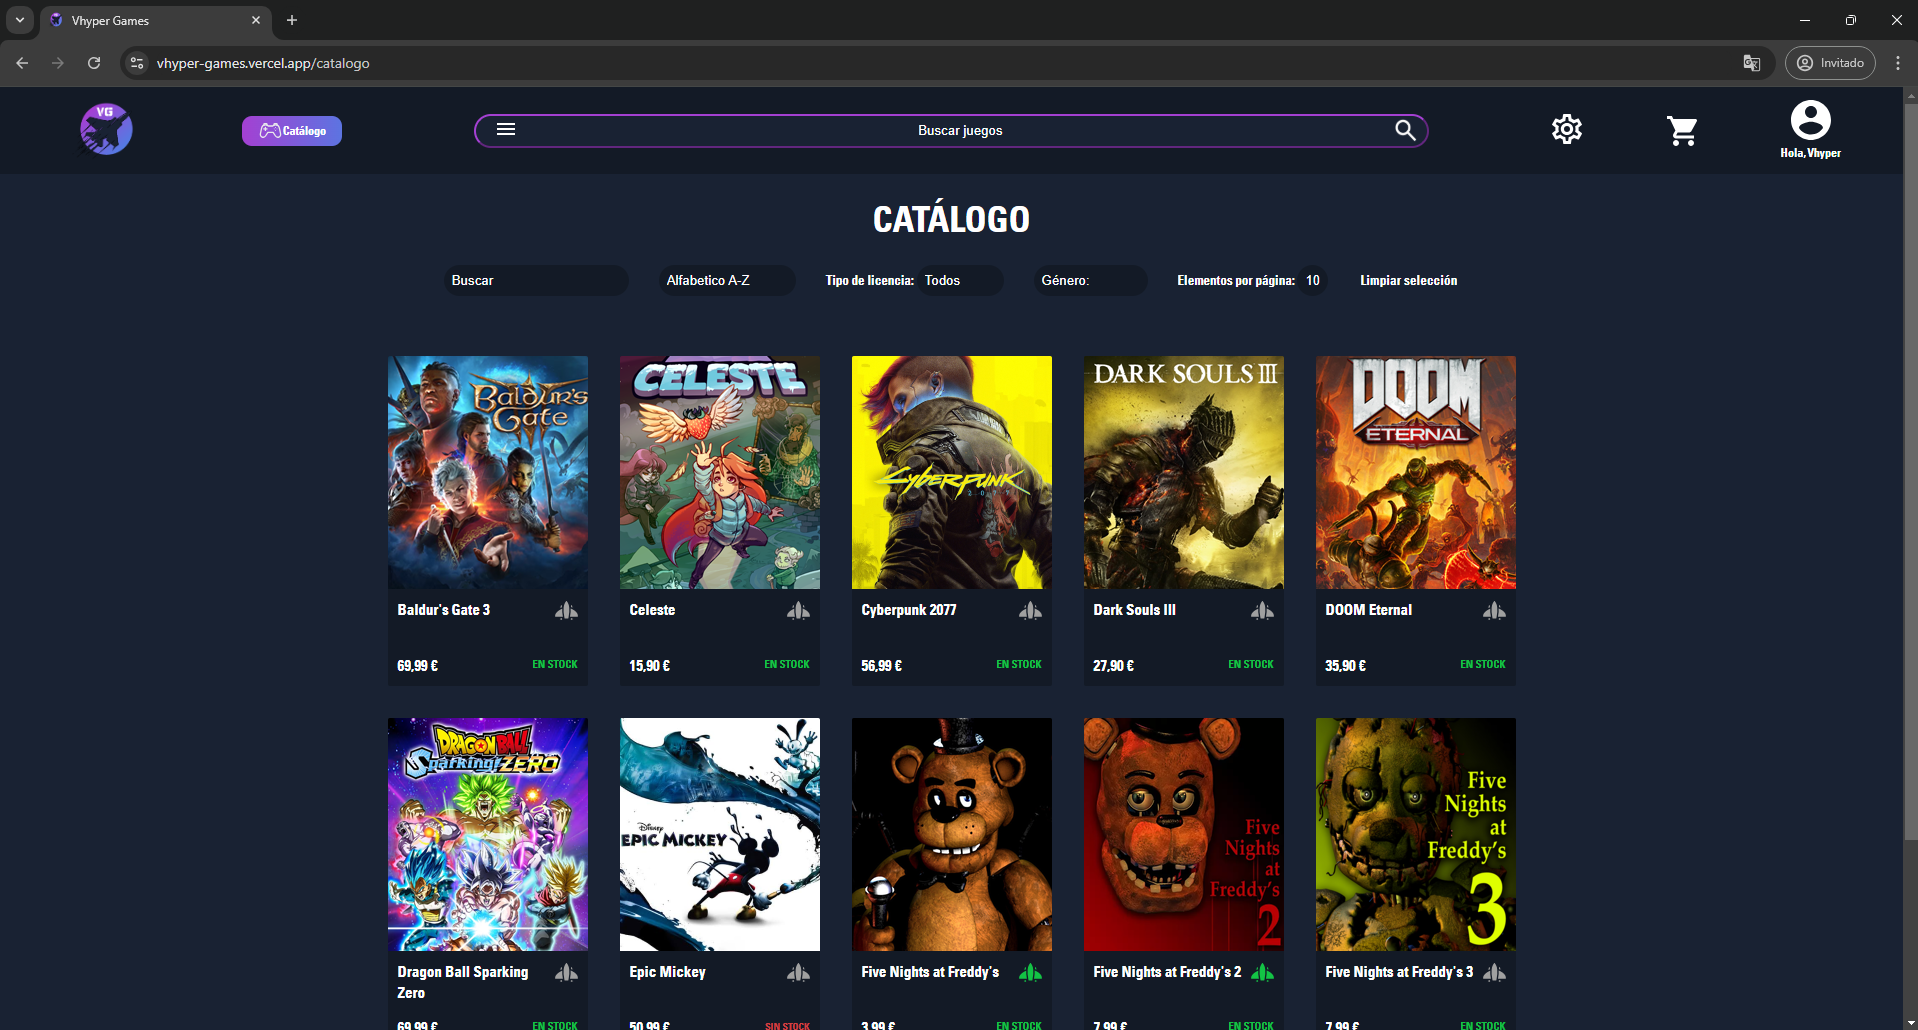 Vhyper Games
vhyper-games.vercel.app/catalogo
Invitado
VG
Catálogo
Buscar juegos
Hola, Vhyper
CATÁLOGO
Buscar
Alfabetico A-Z
Tipo de licencia: Todos
Género:
Elementos por página: 10
Limpiar selección
Baldur's
Gate
CELESTE
Cyberpunk
2077
DARK SOULS III
DOOM
ETERNAL
Baldur's Gate 3
Celeste
Cyberpunk 2077
Dark Souls III
DOOM Eternal
69,99 €
EN STOCK
15,90 €
EN STOCK
56,99 €
EN STOCK
27,90 €
EN STOCK
35,90 €
EN STOCK
DRAGON BALL
Sparking! ZERO
Disney
EPIC MICKEY
Five
Nights
at
Freddy's
2
Five
Nights
at
Freddy's
3
Dragon Ball Sparking
Zero
Epic Mickey
Five Nights at Freddy's
Five Nights at Freddy's 2
Five Nights at Freddy's 3
69,99 €
EN STOCK
50,99 €
SIN STOCK
3,99 €
EN STOCK
7,99 €
EN STOCK
7,99 €
EN STOCK